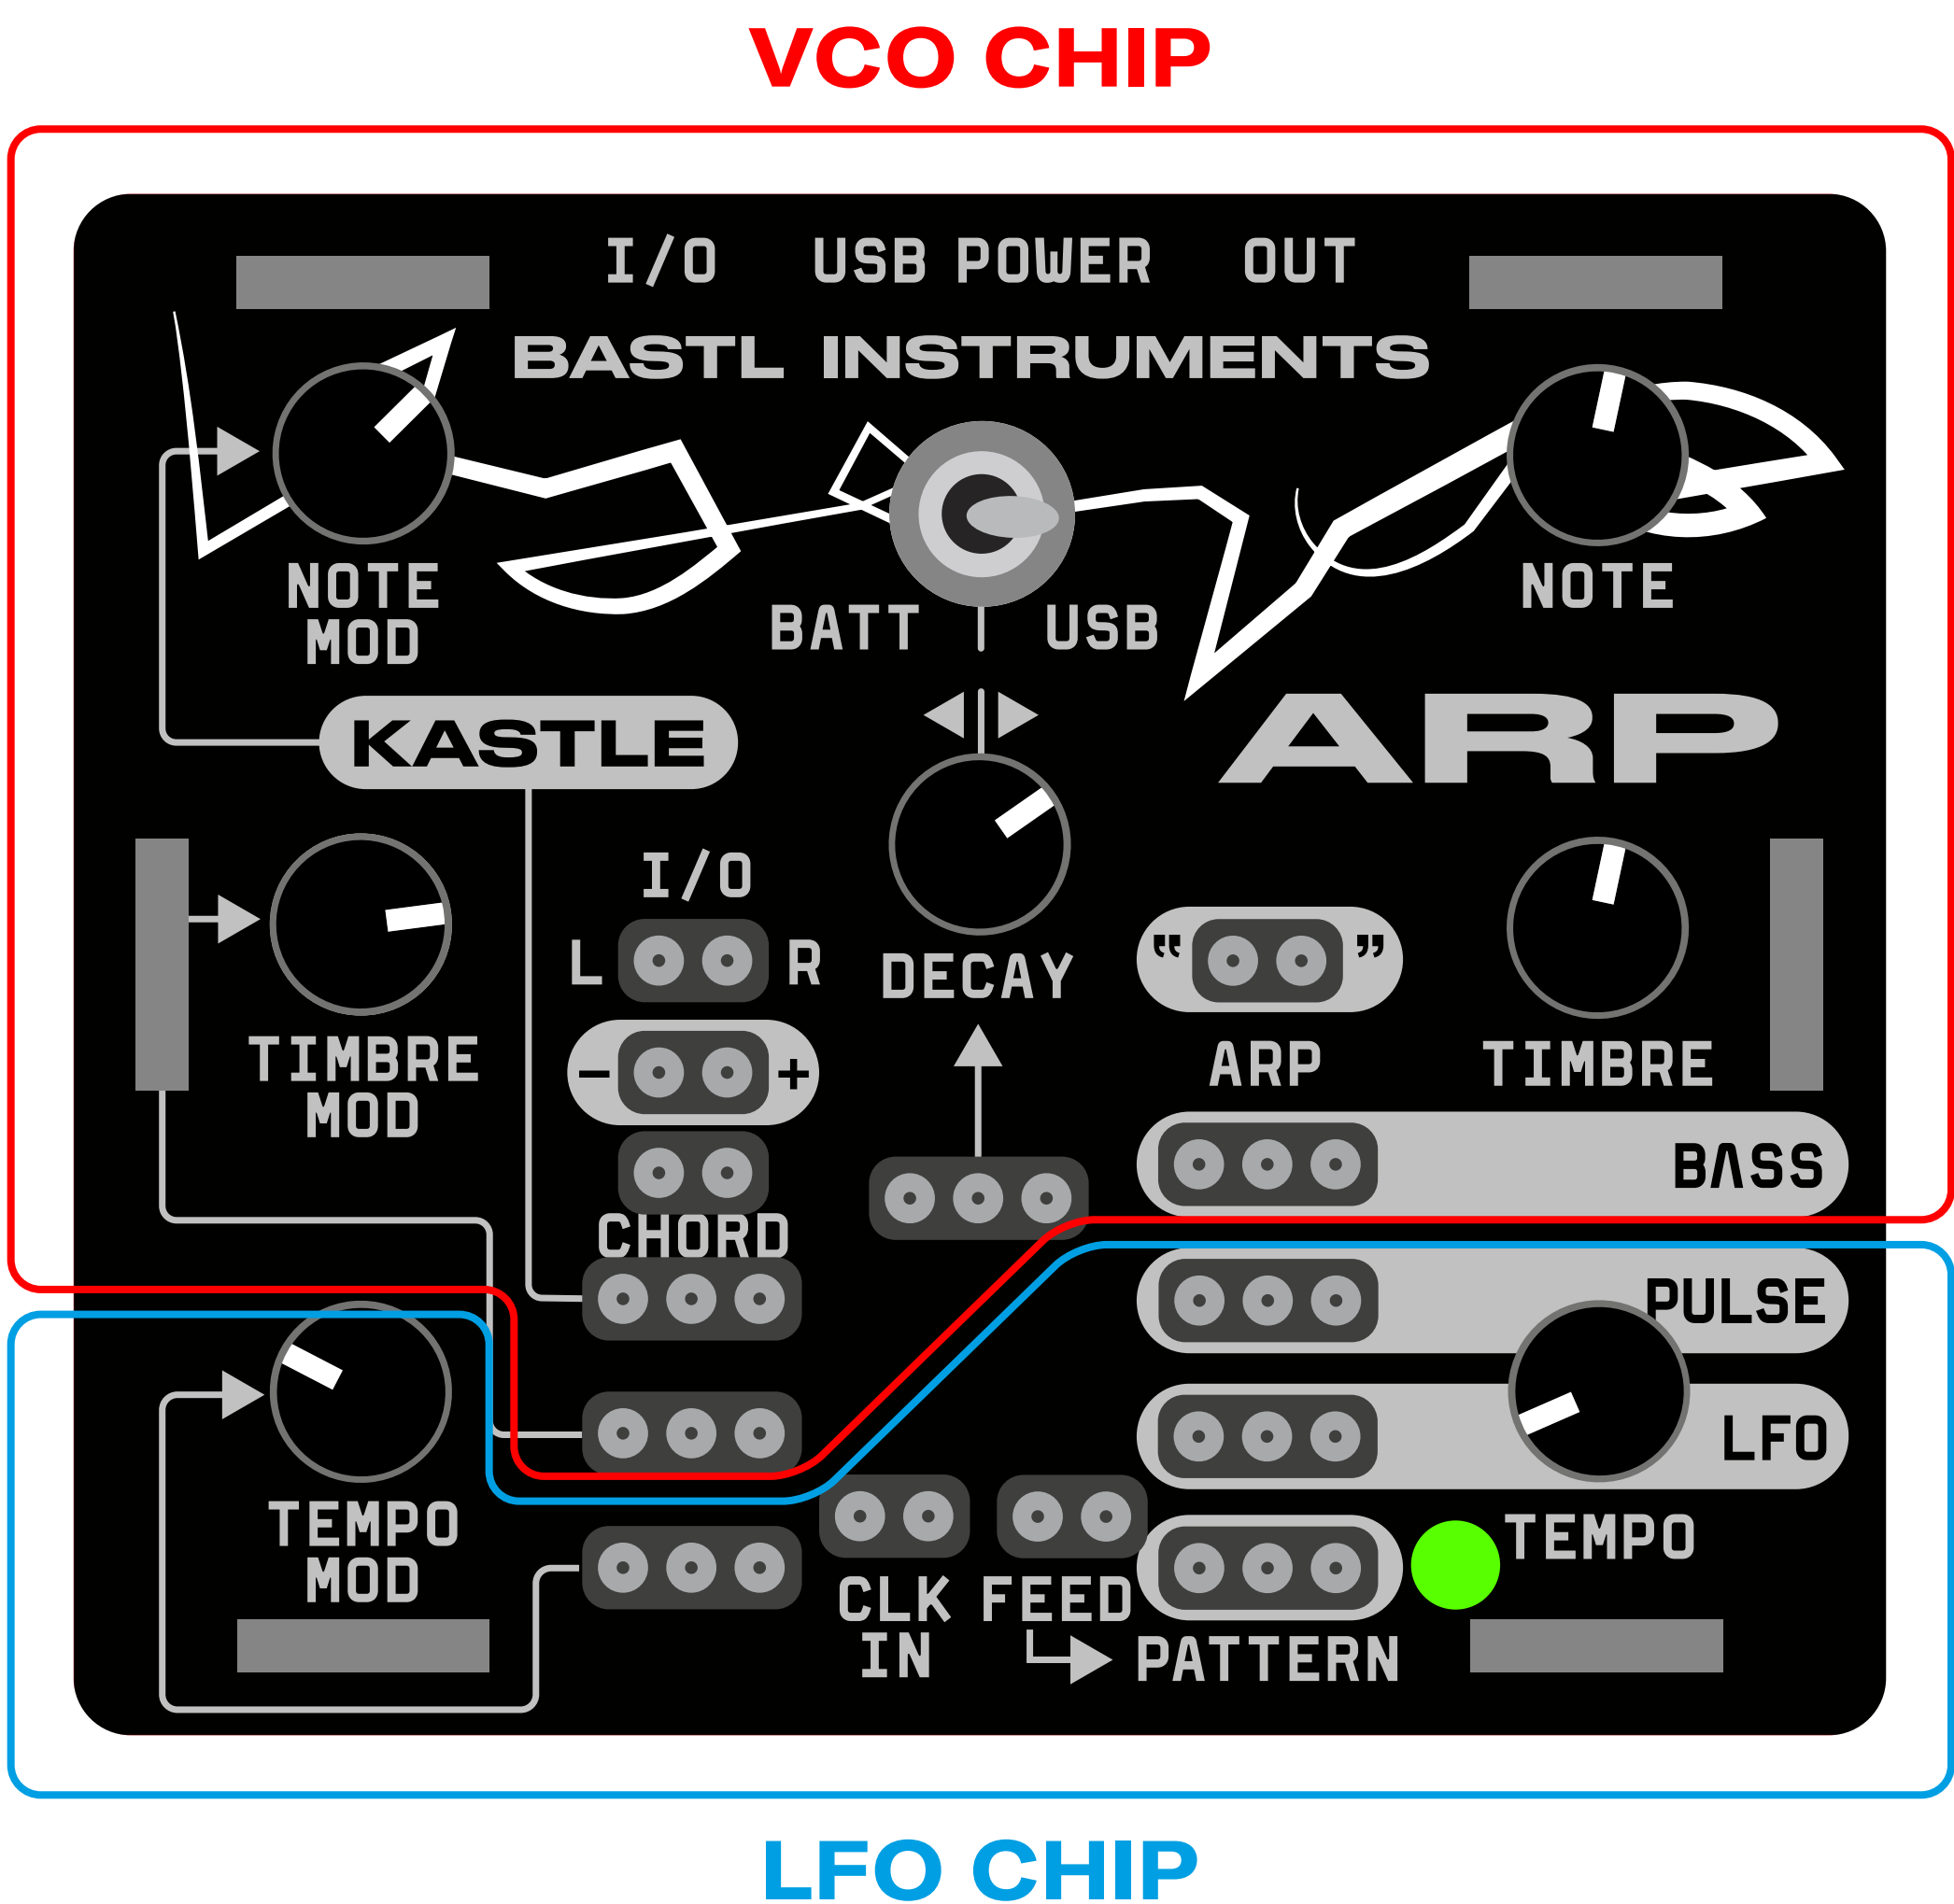 VCO CHIP
I/O USB POWER OUT
BASTL INSTRUMENTS
NOTE
MOD
BATT USB
NOTE
KASTLE
ARP
I/O
L R
DECAY
" "
TIMBRE
MOD
- +
ARP
TIMBRE
BASS
CHORD
PULSE
LFO
TEMPO
MOD
TEMPO
CLK
IN
FEED
PATTERN
LFO CHIP